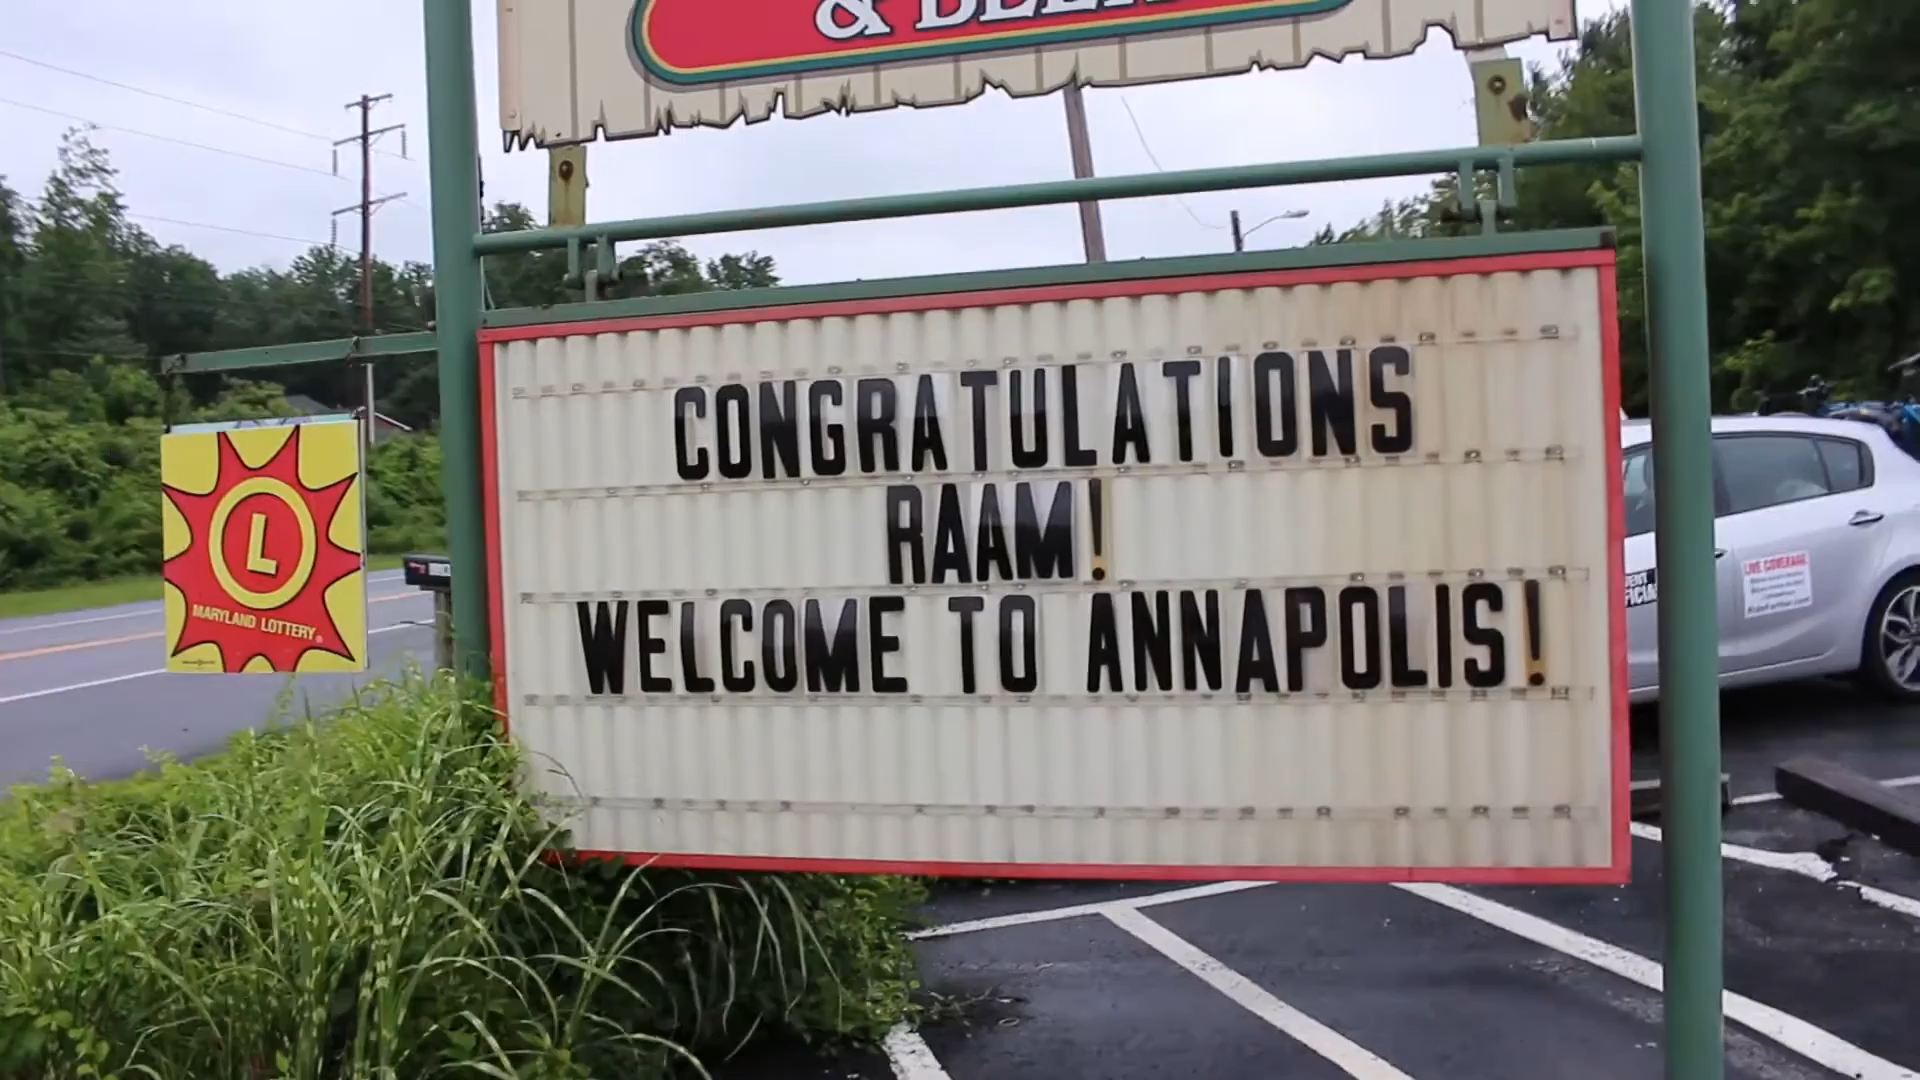 &
CONGRATULATIONS
RAAM!
WELCOME TO ANNAPOLIS!
L
MARYLAND LOTTERY
LIVE COVERAGE